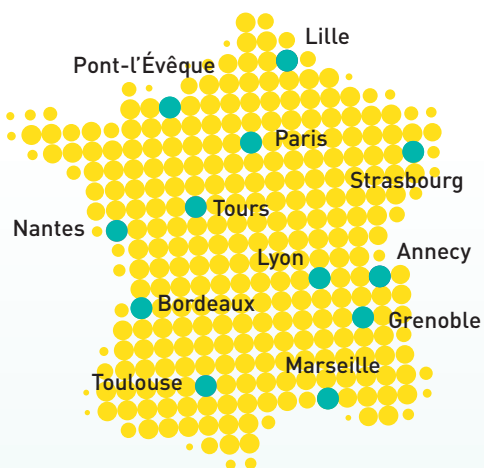 Lille
Pont-l'Évêque
Paris
Strasbourg
Tours
Nantes
Annecy
Lyon
Bordeaux
Grenoble
Marseille
Toulouse